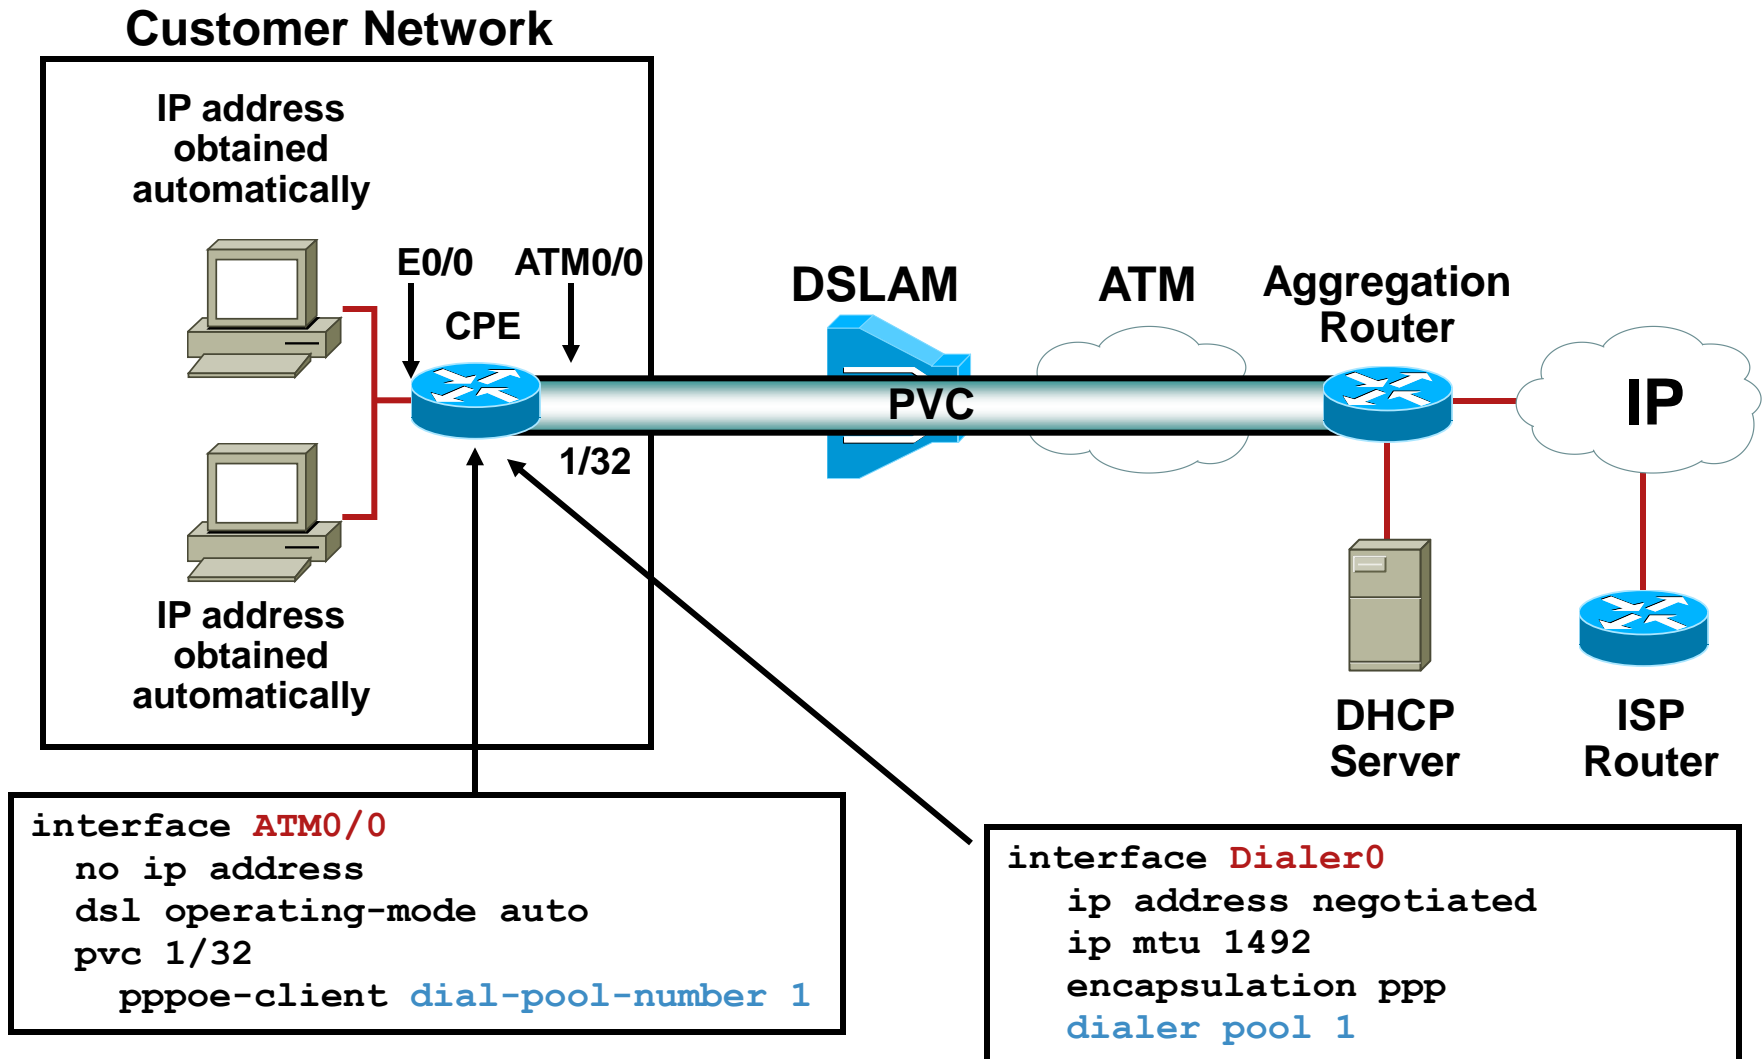 Customer Network
IP address
obtained
automatically
E0/0
ATM0/0
CPE
1/32
IP address
obtained
automatically
DSLAM
ATM
Aggregation
Router
PVC
IP
DHCP
Server
ISP
Router
interface ATM0/0
no ip address
dsl operating-mode auto
pvc 1/32
pppoe-client dial-pool-number 1
interface Dialer0
ip address negotiated
ip mtu 1492
encapsulation ppp
dialer pool 1